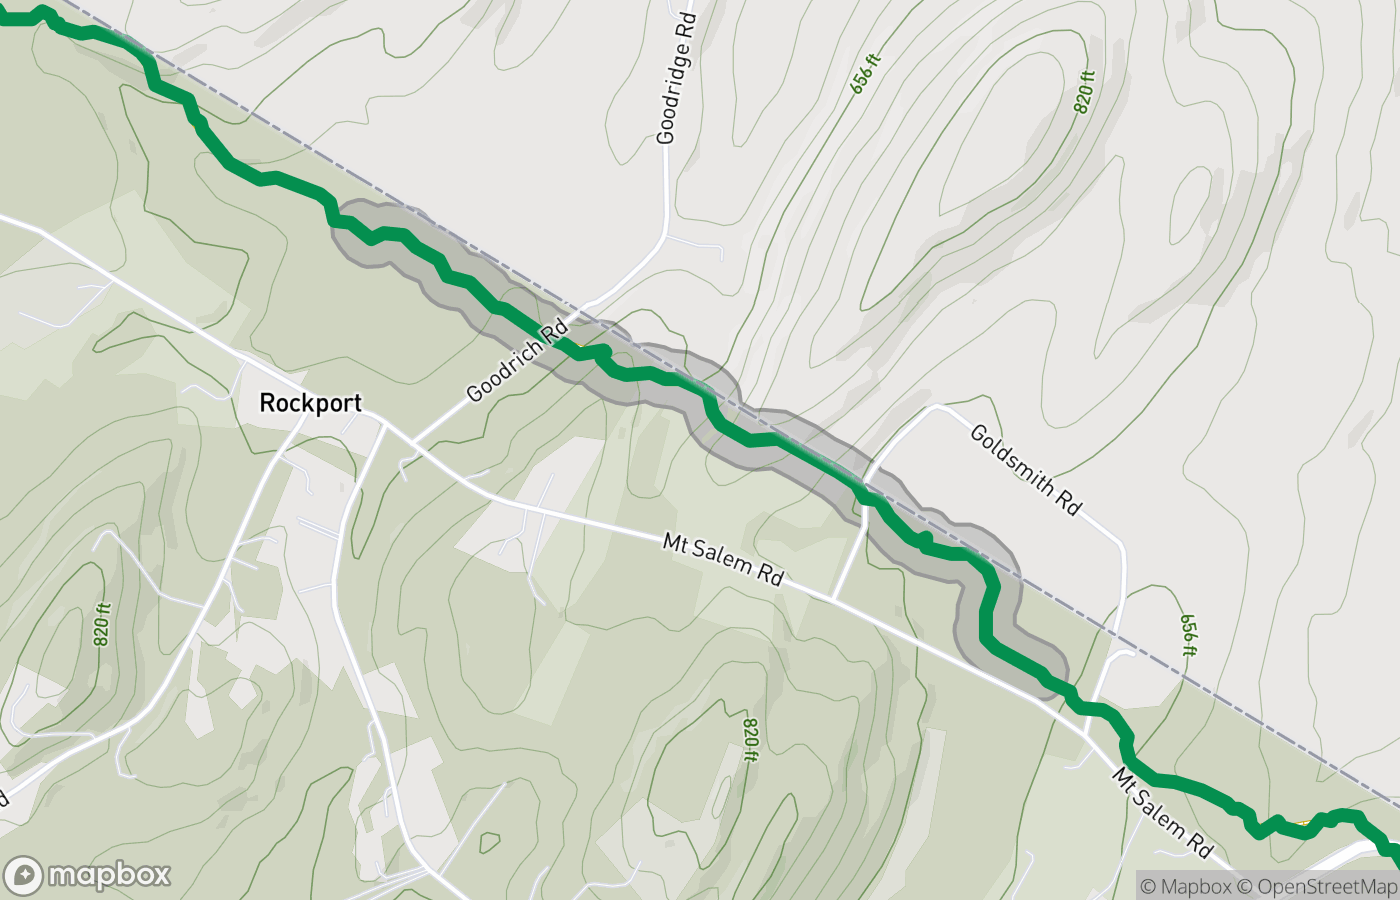 Goodridge Rd
656 ft
820 ft
Goodrich Rd
Rockport
Goldsmith Rd
Mt Salem Rd
820 ft
656 ft
820 ft
Mt Salem Rd
mapbox
© Mapbox © OpenStreetMap